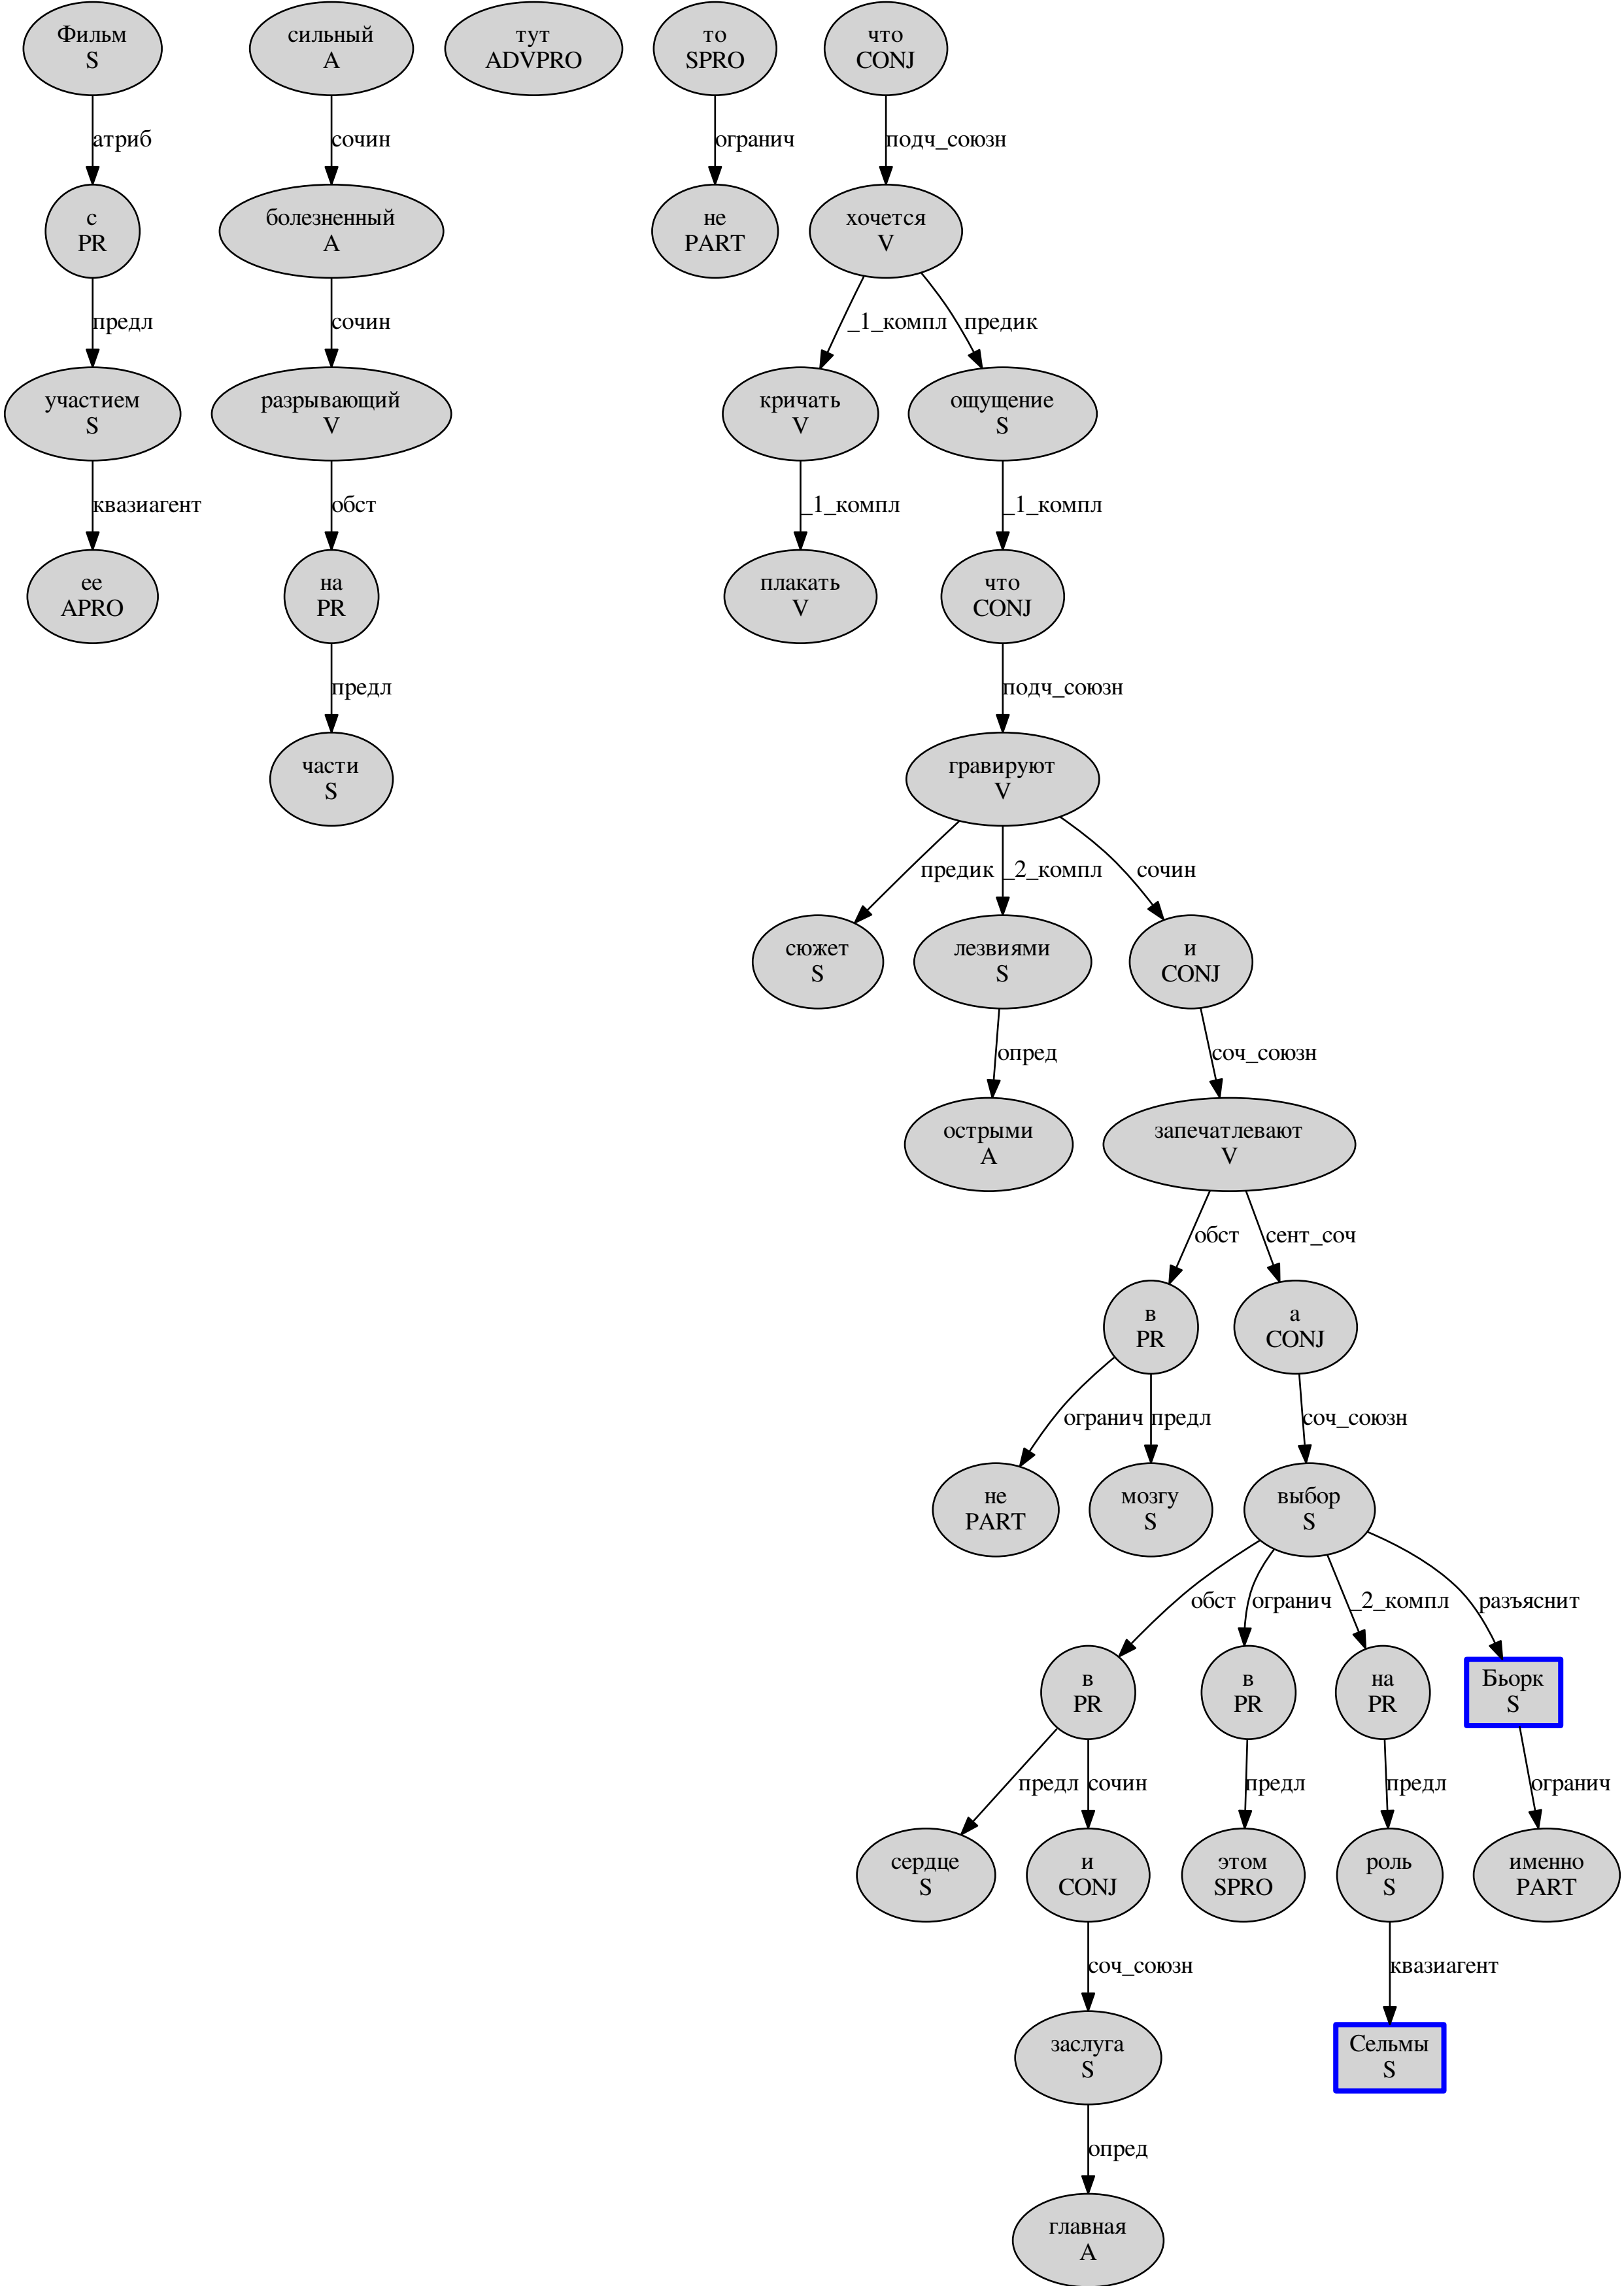 Фильм
S
сильный
A
тут
ADVPRO
то
SPRO
что
CONJ
атриб
сочин
огранич
подч_союзн
с
PR
болезненный
A
не
PART
хочется
V
предл
сочин
_1_компл
предик
участием
S
разрывающий
V
кричать
V
ощущение
S
квазиагент
обст
_1_компл
_1_компл
ее
APRO
на
PR
плакать
V
что
CONJ
предл
подч_союзн
части
S
гравируют
V
предик
_2_компл
сочин
сюжет
S
лезвиями
S
и
CONJ
опред
соч_союзн
острыми
A
запечатлевают
V
обст
сент_соч
в
PR
а
CONJ
огранич
предл
соч_союзн
не
PART
мозгу
S
выбор
S
обст
огранич
_2_компл
разъяснит
в
PR
в
PR
на
PR
Бьорк
S
предл
сочин
предл
предл
огранич
сердце
S
и
CONJ
этом
SPRO
роль
S
именно
PART
соч_союзн
квазиагент
заслуга
S
Сельмы
S
опред
главная
A